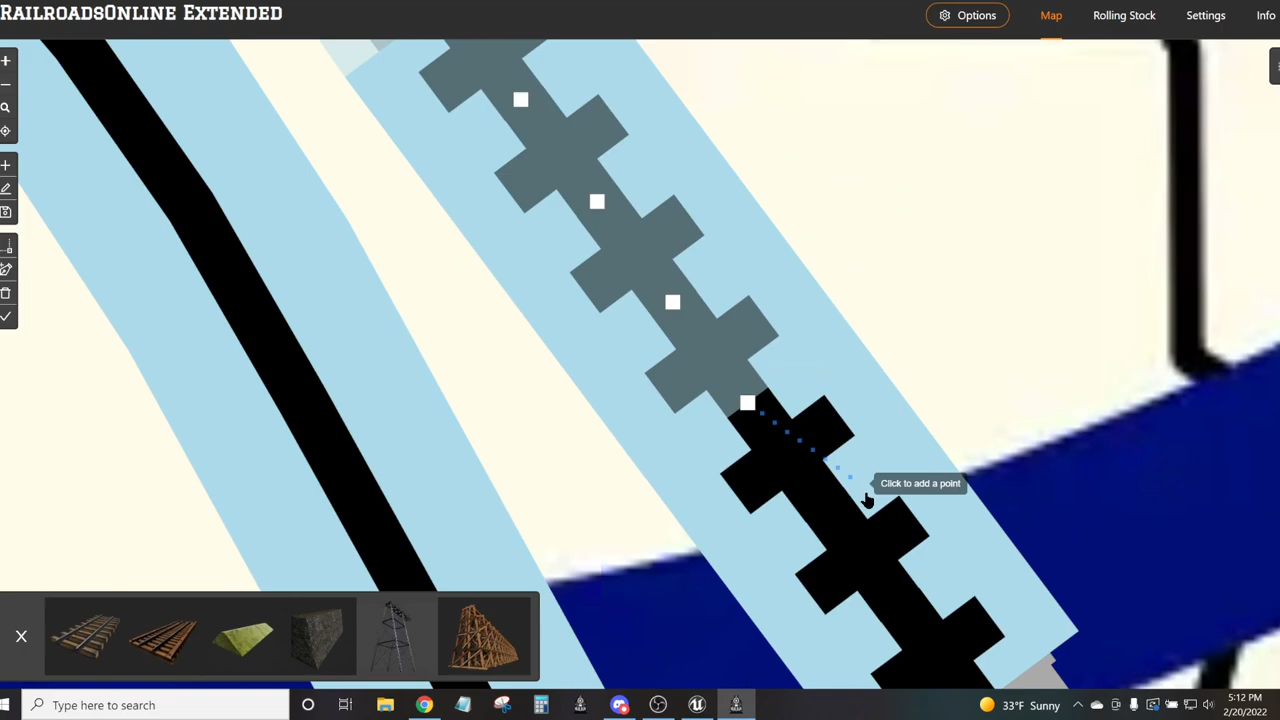 RailroadsOnline Extended
Options
Map
Rolling Stock
Settings
Info
Click to add a point
Type here to search
33°F Sunny
5:12 PM
2/20/2022